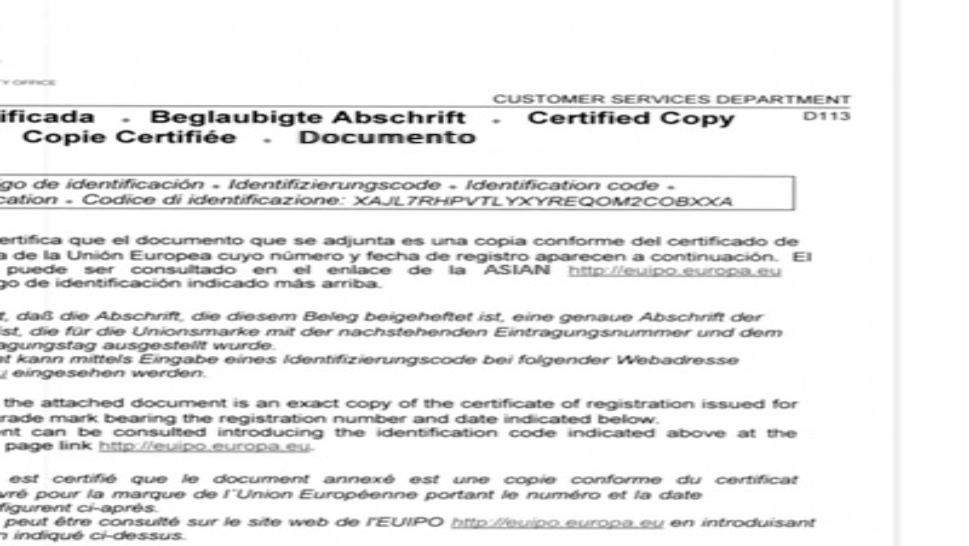 Y OFFICE
CUSTOMER SERVICES DEPARTMENT
ificada . Beglaubigte Abschrift . Certified Copy D113
Copie Certifiée . Documento
go de identificación - Identifizierungscode - Identification code -
cation - Codice di identificazione: XAJL7RHPVTLYXYREQOM2COBXXA
ertifica que el documento que se adjunta es una copia conforme del certificado de
a de la Unión Europea cuyo número y fecha de registro aparecen a continuación. El
puede ser consultado en el enlace de la ASIAN http://euipo.europa.eu
go de identificación indicado más arriba.
t, daß die Abschrift, die diesem Beleg beigeheftet ist, eine genaue Abschrift der
ist, die für die Unionsmarke mit der nachstehenden Eintragungsnummer und dem
agungstag ausgestellt wurde.
nt kann mittels Eingabe eines Identifizierungscode bei folgender Webadresse
u eingesehen werden.
the attached document is an exact copy of the certificate of registration issued for
rade mark bearing the registration number and date indicated below.
ent can be consulted introducing the identification code indicated above at the
page link http://euipo.europa.eu.
est certifié que le document annexé est une copie conforme du certificat
vré pour la marque de l'Union Européenne portant le numéro et la date
figurent ci-après.
peut être consulté sur le site web de l'EUIPO http://euipo.europa.eu en introduisant
n indiqué ci-dessus.